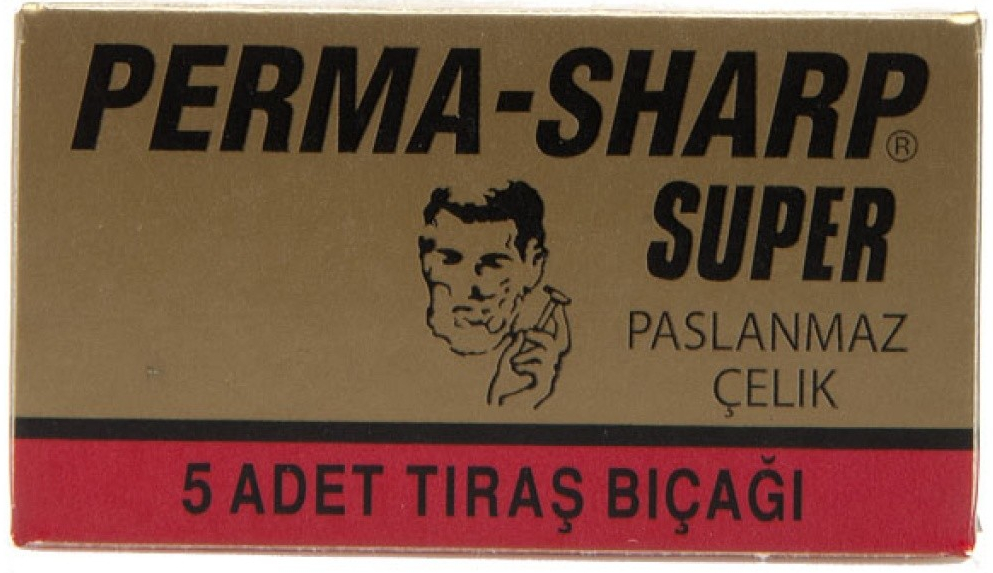 PERMA-SHARP®
SUPER
PASLANMAZ
ÇELIK
5 ADET TIRAŞ BIÇAĞI